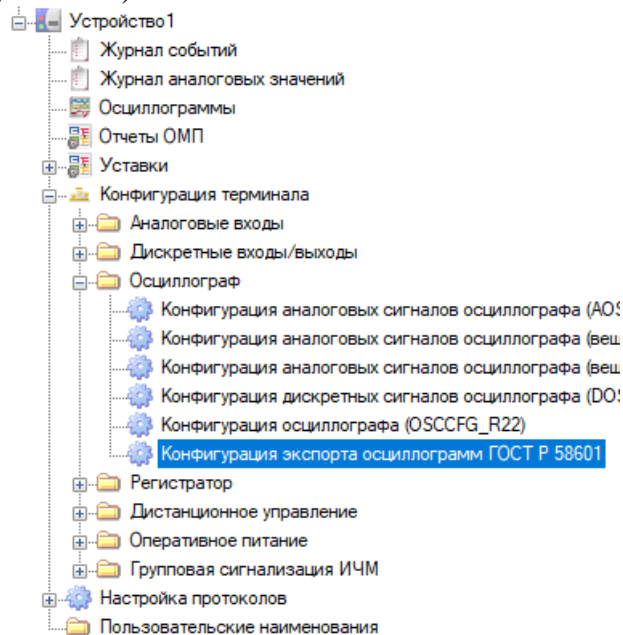 Устройство1
Журнал событий
Журнал аналоговых значений
Осциллограммы
Отчеты ОМП
Уставки
Конфигурация терминала
Аналоговые входы
Дискретные входы/выходы
Осциллограф
Конфигурация аналоговых сигналов осциллографа (AOS
Конфигурация аналоговых сигналов осциллографа (вещ
Конфигурация аналоговых сигналов осциллографа (вещ
Конфигурация дискретных сигналов осциллографа (DOS
Конфигурация осциллографа (OSCCFG_R22)
Конфигурация экспорта осциллограмм ГОСТ Р 58601
Регистратор
Дистанционное управление
Оперативное питание
Групповая сигнализация ИЧМ
Настройка протоколов
Пользовательские наименования